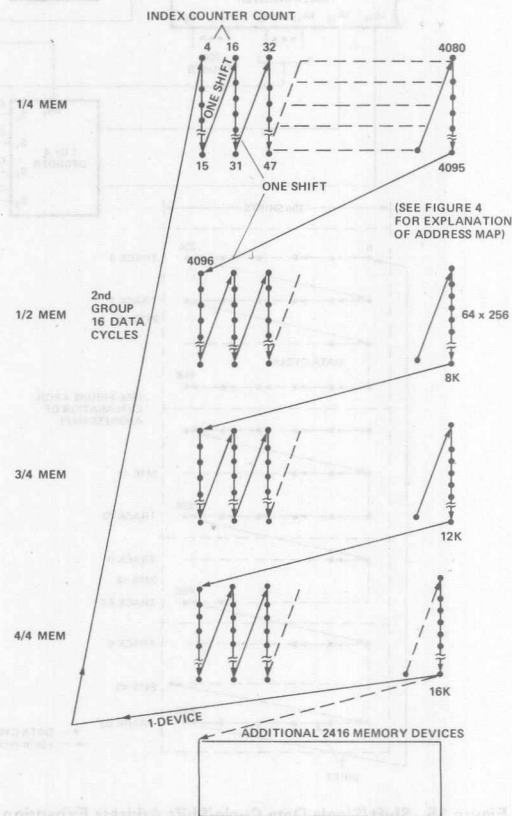 INDEX COUNTER COUNT
4 16 32 4080
1/4 MEM
ONE SHIFT
15 31 47 4095
ONE SHIFT
(SEE FIGURE 4
FOR EXPLANATION
OF ADDRESS MAP)
4096
1/2 MEM
2nd
GROUP
16 DATA
CYCLES
64 x 256
8K
3/4 MEM
12K
4/4 MEM
16K
1-DEVICE
ADDITIONAL 2416 MEMORY DEVICES